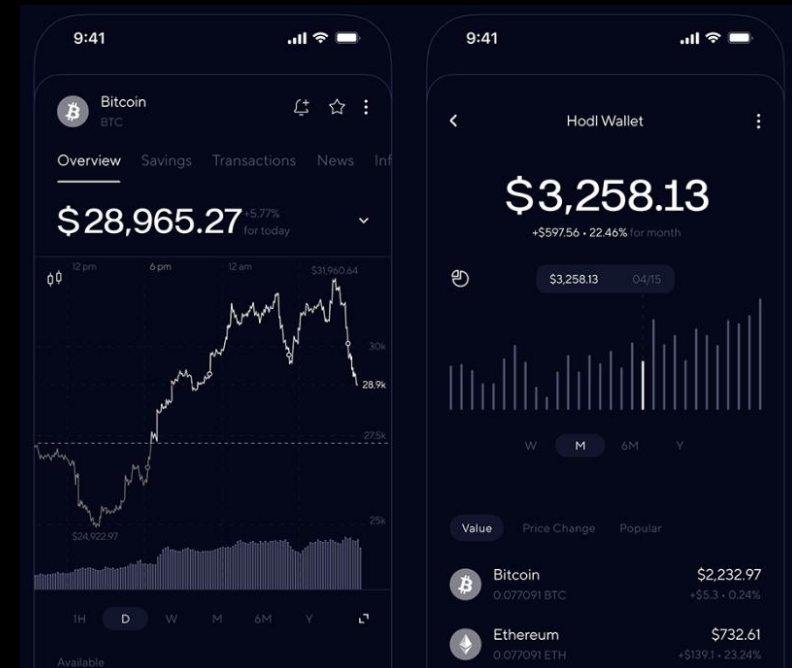 9:41
Bitcoin
BTC
Overview Savings Transactions News Inf
$28,965.27
+5.77%
for today
12 pm 6 pm 12 am $31,960.64
30k
28.9k
27.5k
25k
$24,922.97
1H D W M 6M Y
Available
9:41
Hodl Wallet
$3,258.13
+$597.56 • 22.46% for month
$3,258.13 04/15
W M 6M Y
Value Price Change Popular
Bitcoin $2,232.97
0.077091 BTC +$5.3 • 0.24%
Ethereum $732.61
0.077091 ETH +$139.1 • 23.24%